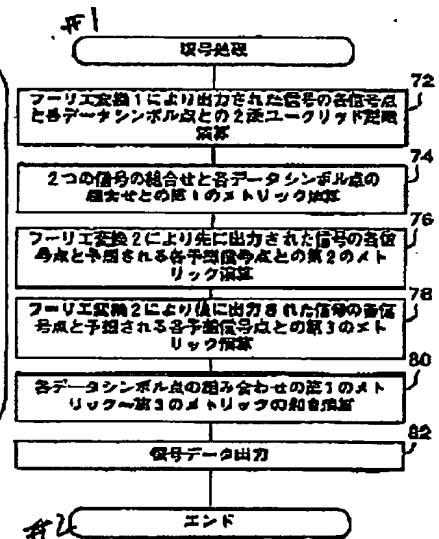 #1
復号処理
72
フーリエ変換1により出力された信号の各信号点
と各データシンボル点との2乗ユークリッド距離
演算
74
2つの信号の組合せと各データシンボル点の
組合せとの第1のメトリック演算
76
フーリエ変換2により先に出力された信号の各信
号点と予想される各予想信号点との第2のメト
リック演算
78
フーリエ変換2により後に出力された信号の各信
号点と予想される各予想信号点との第3のメト
リック演算
80
各データシンボル点の組み合わせの第1のメト
リック〜第3のメトリックの和を演算
82
信号データ出力
#2
エンド